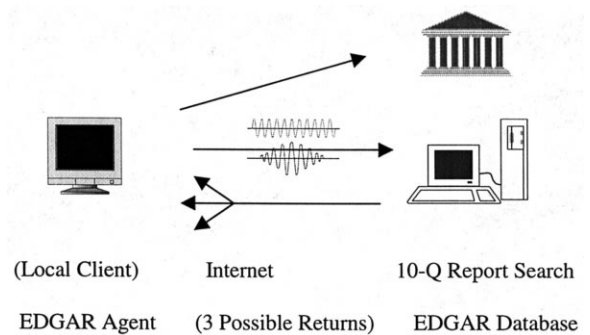 (Local Client) Internet 10-Q Report Search
EDGAR Agent (3 Possible Returns) EDGAR Database